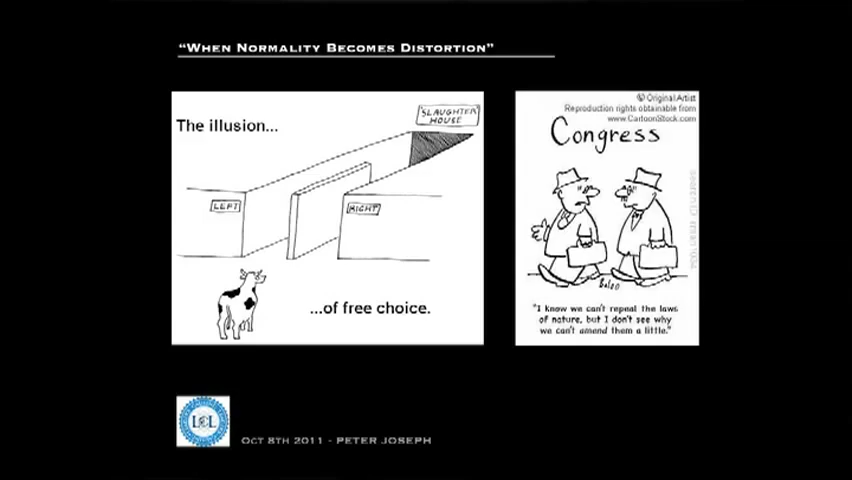 "WHEN NORMALITY BECOMES DISTORTION"
The illusion...
"SLAUGHTER
HOUSE"
LEFT
RIGHT
...of free choice.
© Original Artist
Reproduction rights obtainable from
www.CartoonStock.com
Congress
Baloo
"I know we can't repeal the laws
of nature, but I don't see why
we can't amend them a little."
OCT 8TH 2011 - PETER JOSEPH